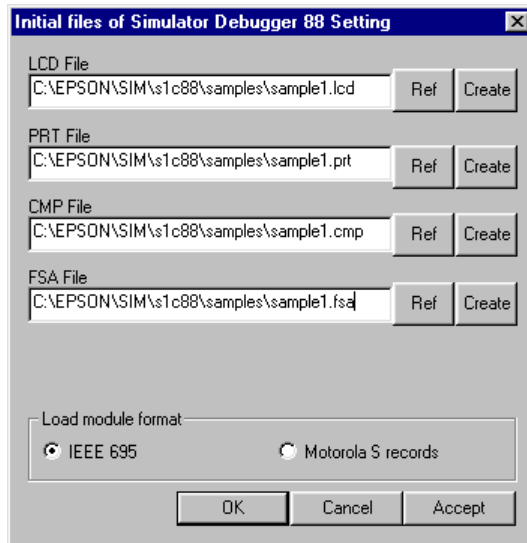 Initial files of Simulator Debugger 88 Setting
LCD File
C:\EPSON\SIM\s1c88\samples\sample1.lcd Ref Create
PRT File
C:\EPSON\SIM\s1c88\samples\sample1.prt Ref Create
CMP File
C:\EPSON\SIM\s1c88\samples\sample1.cmp Ref Create
FSA File
C:\EPSON\SIM\s1c88\samples\sample1.fsa Ref Create
Load module format
IEEE 695 Motorola S records
OK Cancel Accept